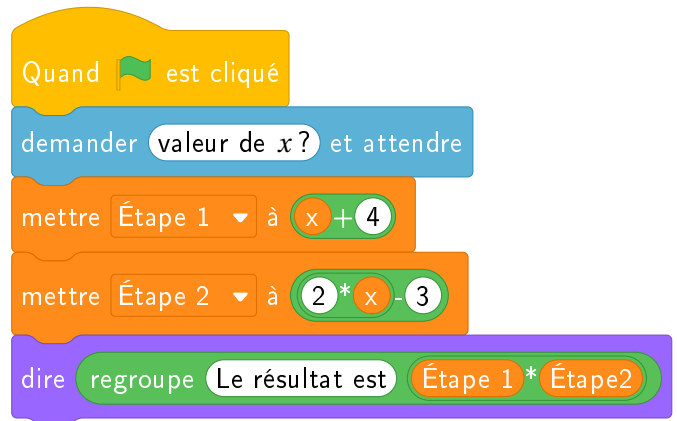 Quand est cliqué
demander valeur de x ? et attendre
mettre Étape 1 à x + 4
mettre Étape 2 à 2 * x - 3
dire regroupe Le résultat est Étape 1 * Étape2